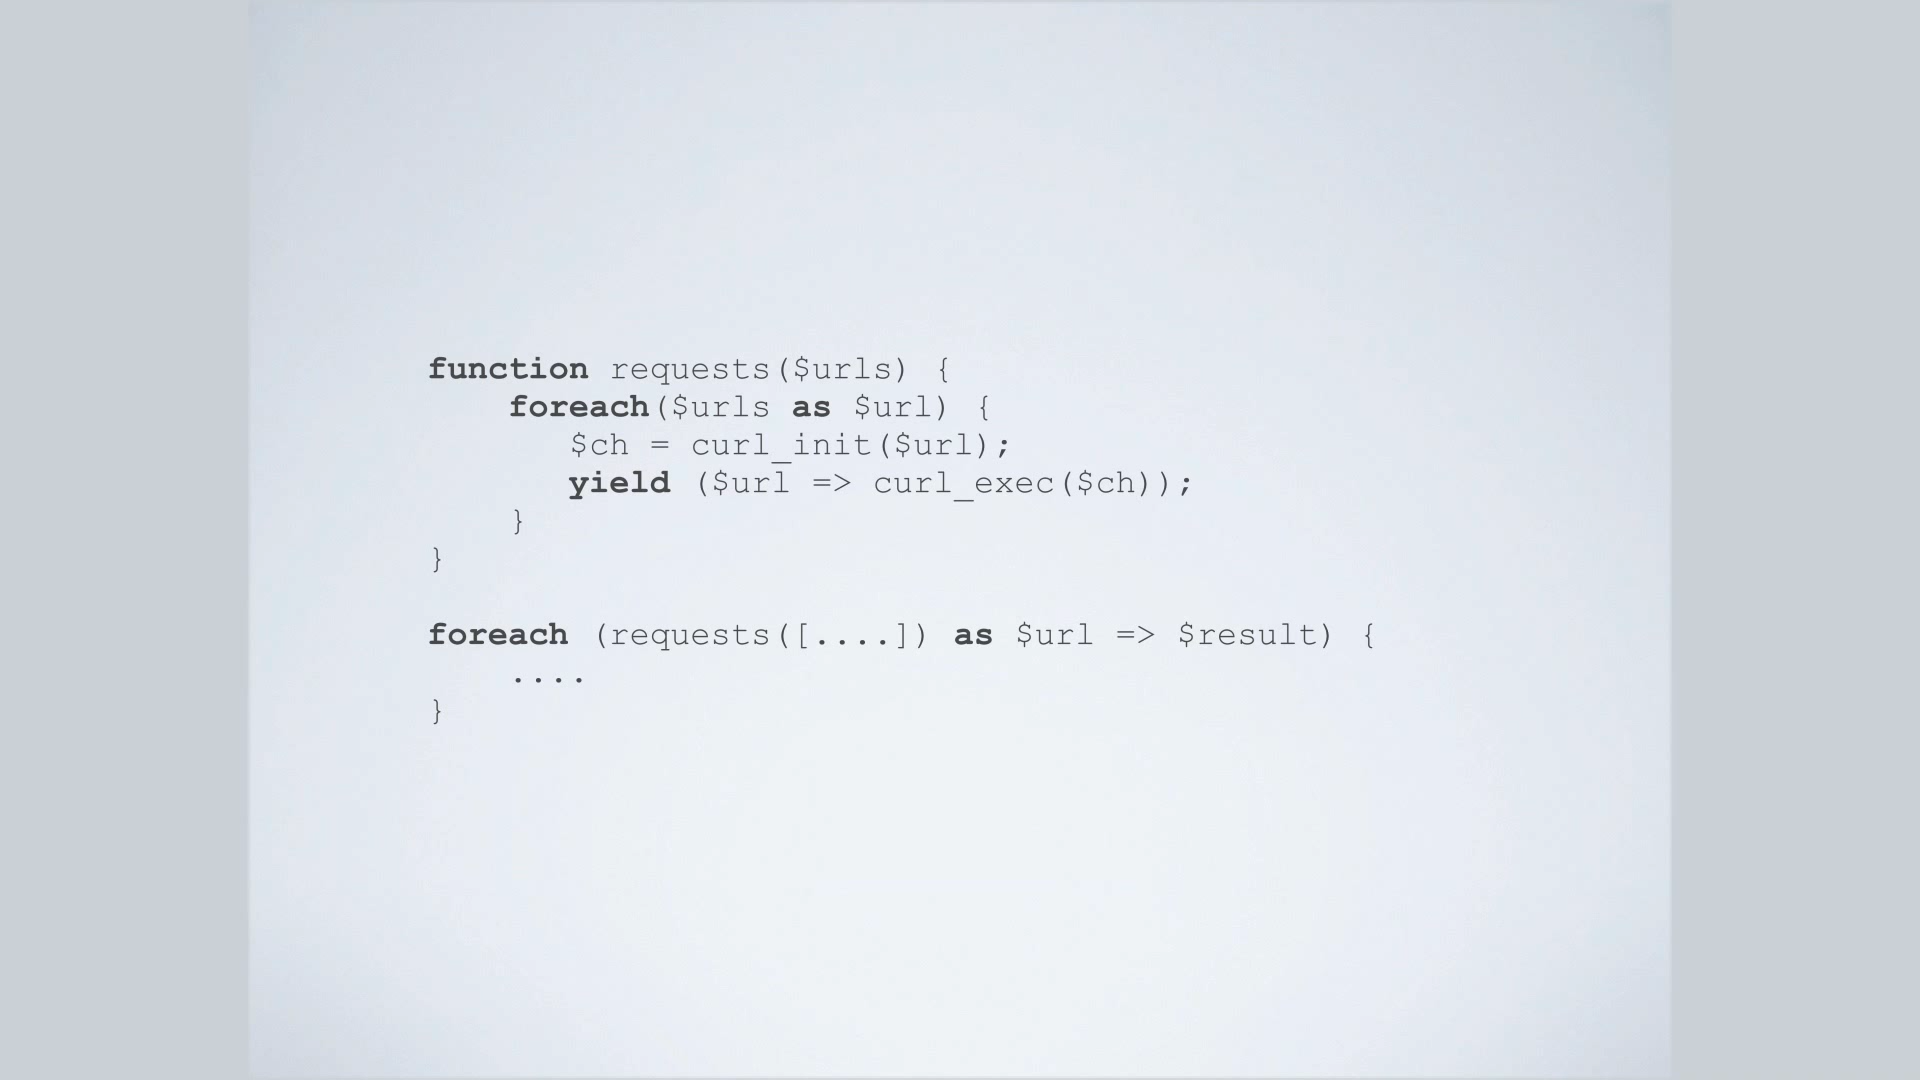 function requests($urls) {
foreach($urls as $url) {
$ch = curl_init($url);
yield ($url => curl_exec($ch));
}
}
foreach (requests([....]) as $url => $result) {
....
}